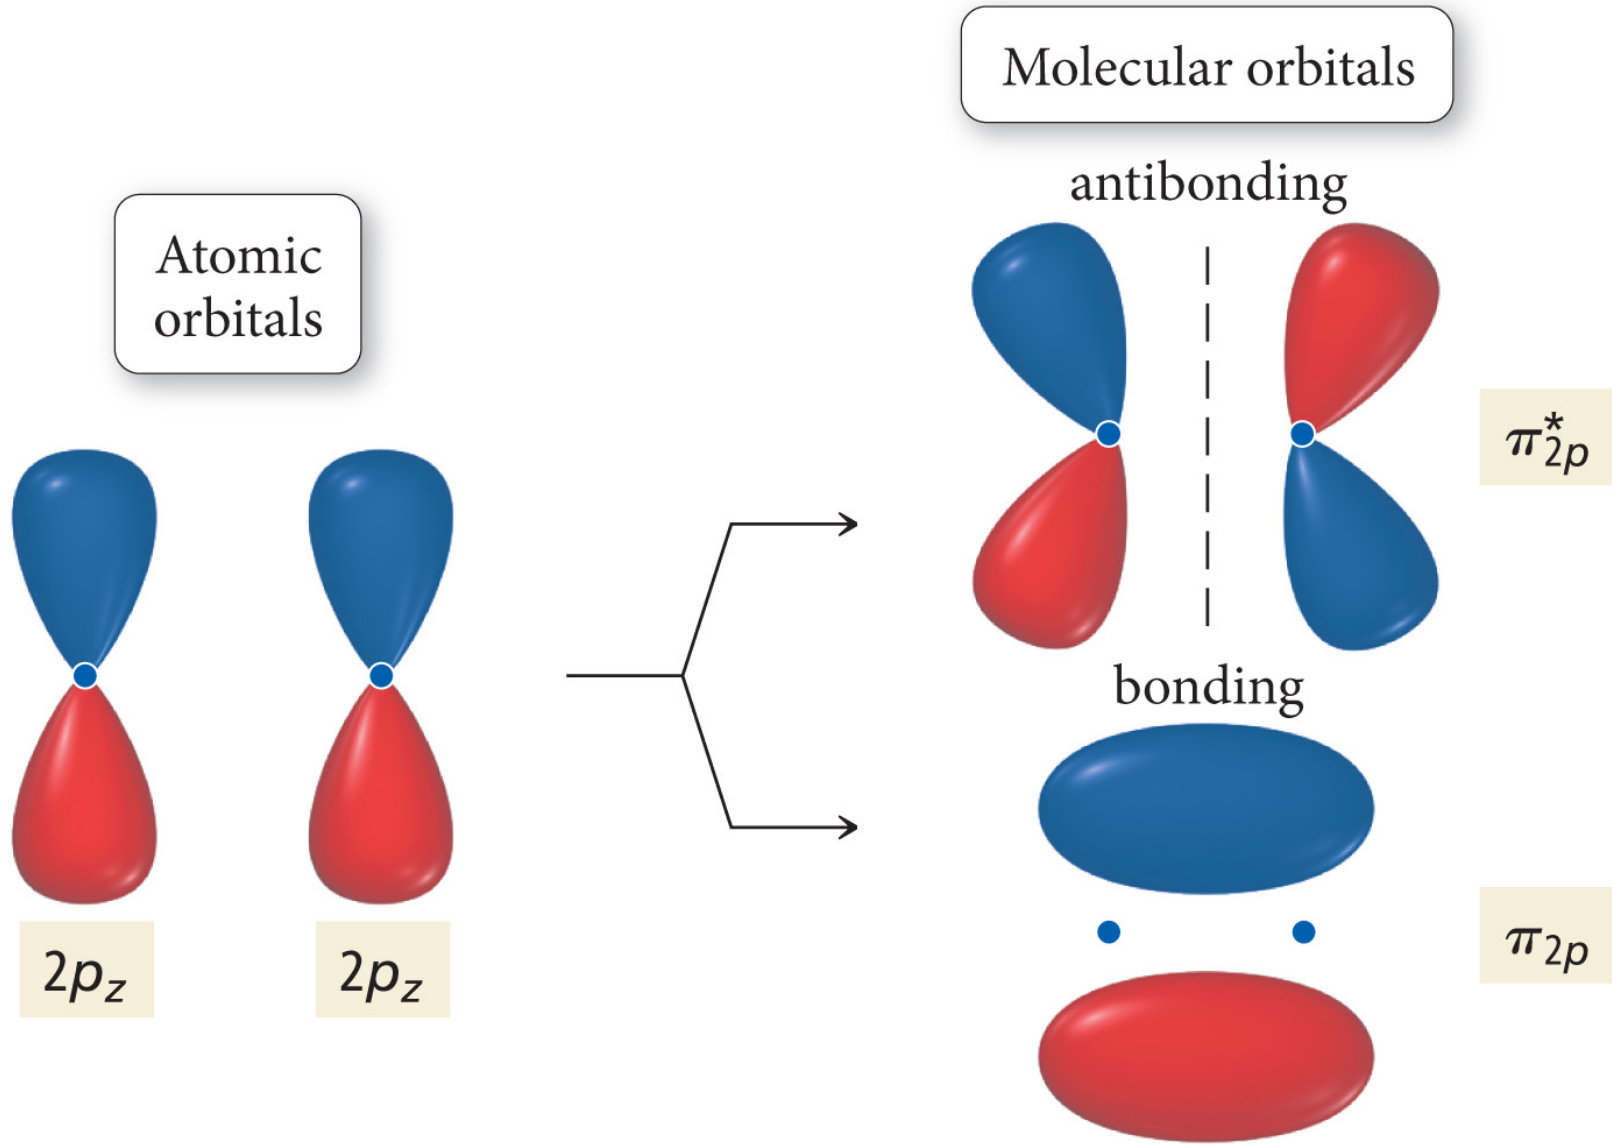 Molecular orbitals
antibonding
Atomic
orbitals
π*2p
bonding
π2p
2pz
2pz